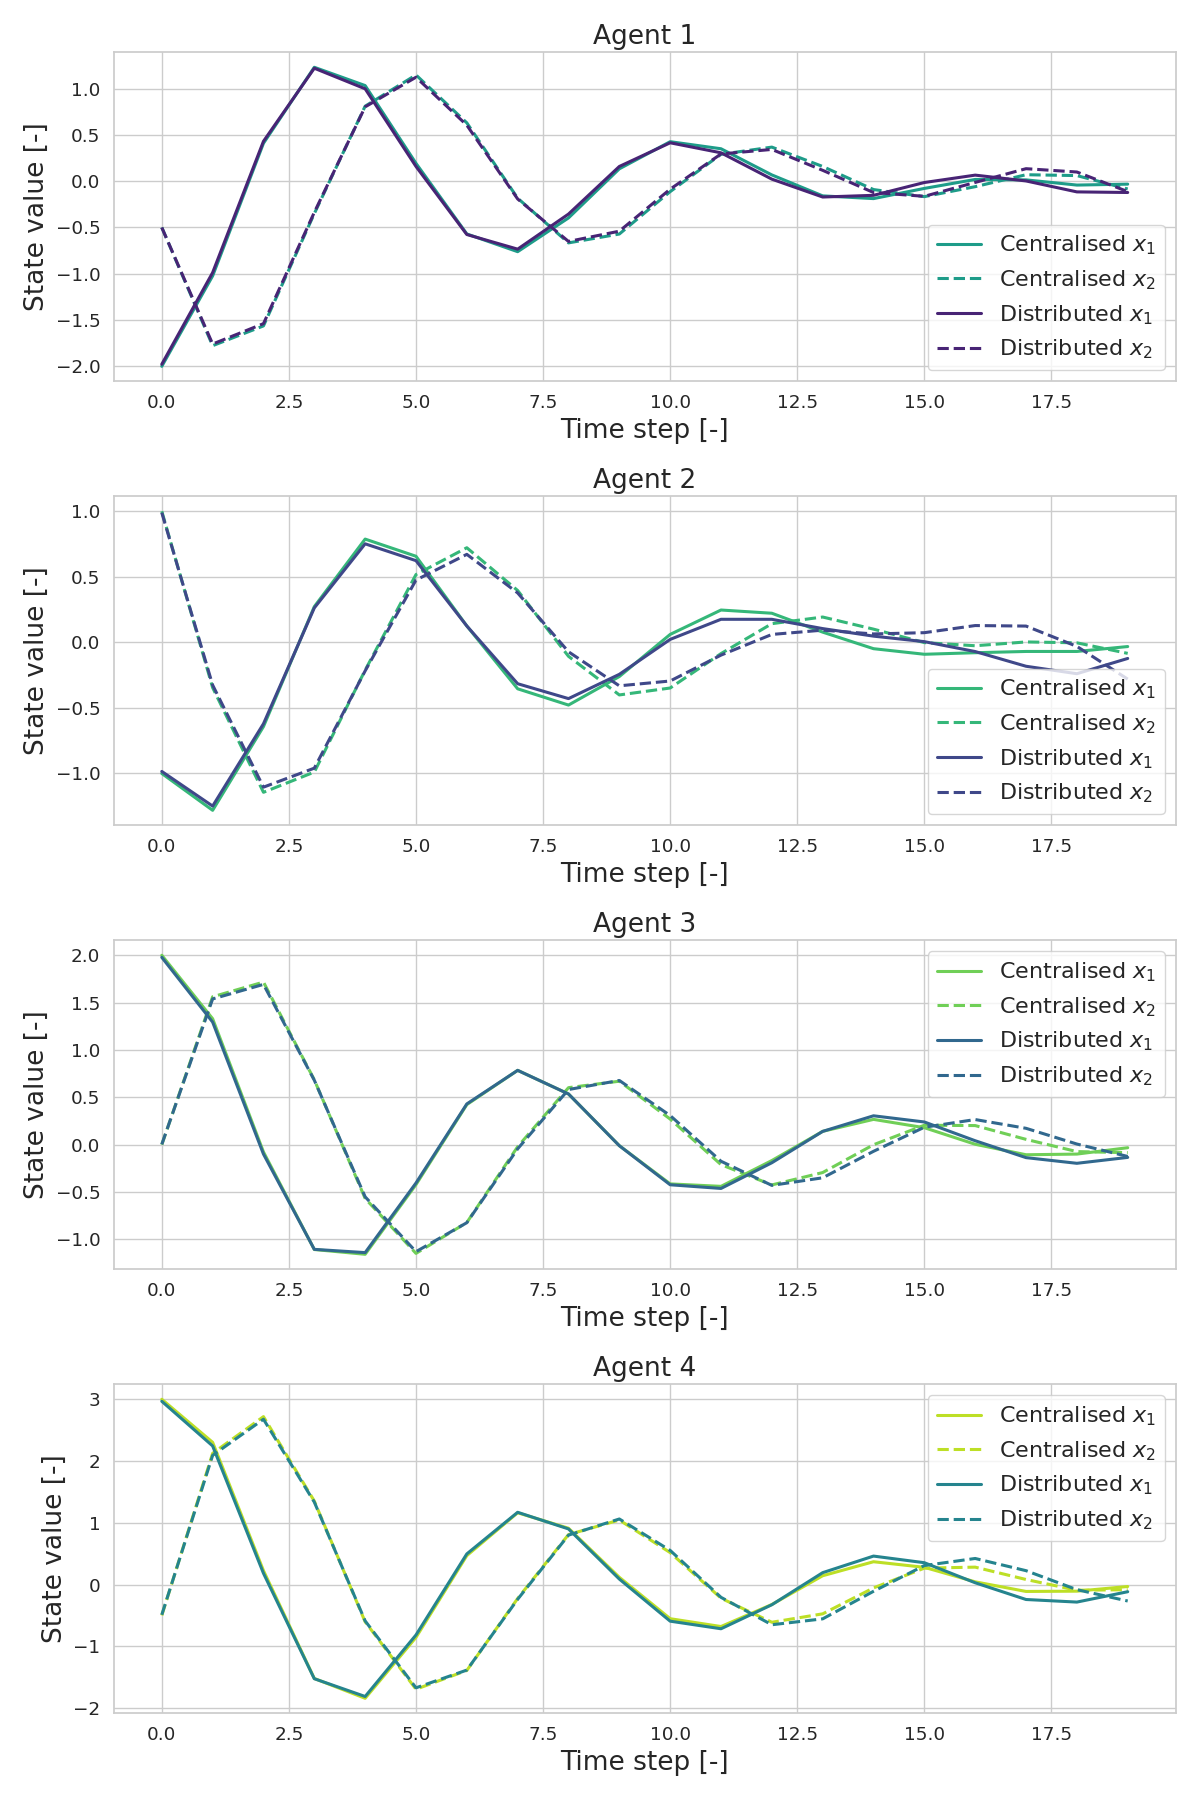 Agent 1
State value [-]
1.0
0.5
0.0
−0.5
−1.0
−1.5
−2.0
Centralised x₁
Centralised x₂
Distributed x₁
Distributed x₂
0.0 2.5 5.0 7.5 10.0 12.5 15.0 17.5
Time step [-]
Agent 2
State value [-]
1.0
0.5
0.0
−0.5
−1.0
Centralised x₁
Centralised x₂
Distributed x₁
Distributed x₂
0.0 2.5 5.0 7.5 10.0 12.5 15.0 17.5
Time step [-]
Agent 3
State value [-]
2.0
1.5
1.0
0.5
0.0
−0.5
−1.0
Centralised x₁
Centralised x₂
Distributed x₁
Distributed x₂
0.0 2.5 5.0 7.5 10.0 12.5 15.0 17.5
Time step [-]
Agent 4
State value [-]
3
2
1
0
−1
−2
Centralised x₁
Centralised x₂
Distributed x₁
Distributed x₂
0.0 2.5 5.0 7.5 10.0 12.5 15.0 17.5
Time step [-]